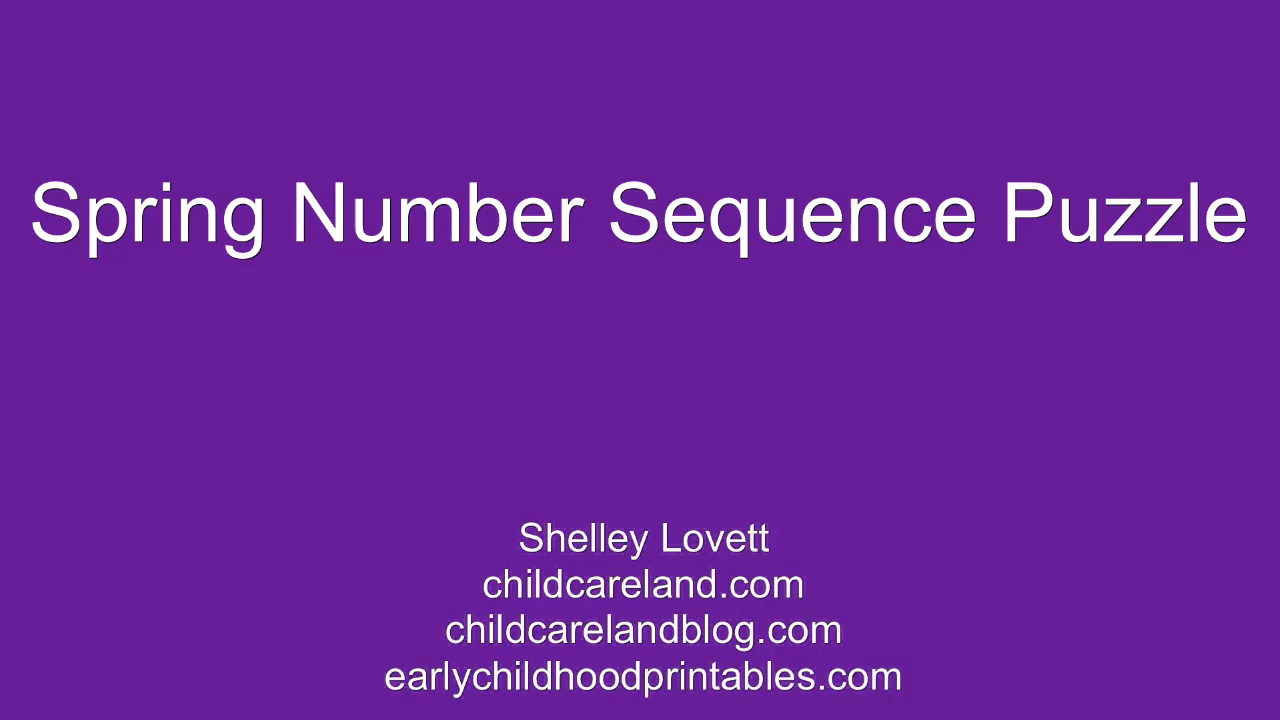 Spring Number Sequence Puzzle
Shelley Lovett
childcareland.com
childcarelandblog.com
earlychildhoodprintables.com